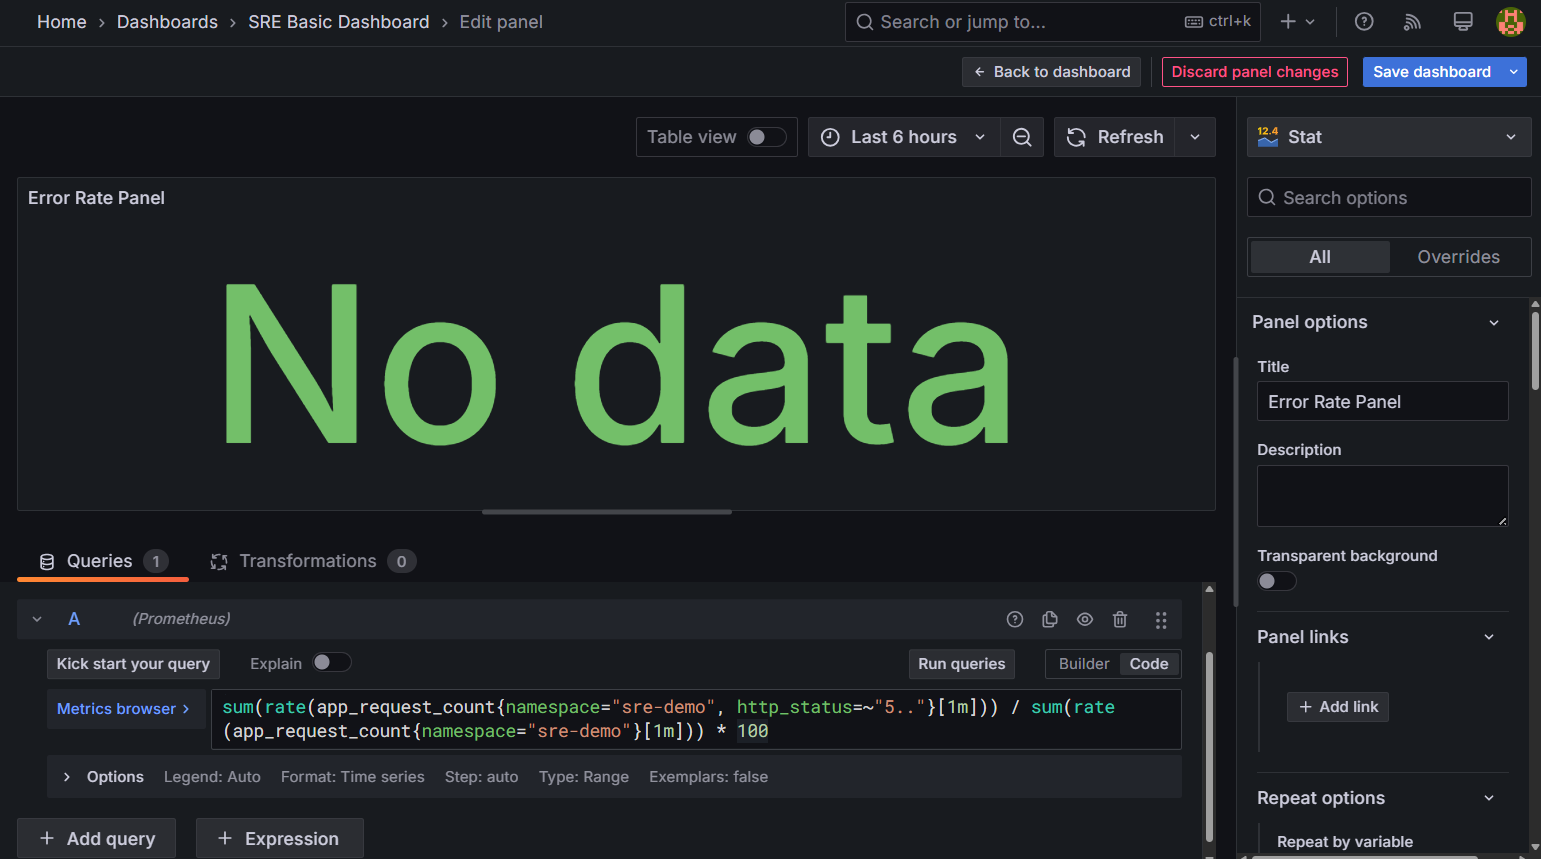 Home › Dashboards › SRE Basic Dashboard › Edit panel
Search or jump to... ctrl+k
Back to dashboard
Discard panel changes
Save dashboard
Table view
Last 6 hours
Refresh
12.4
Stat
Error Rate Panel
No data
Search options
All
Overrides
Panel options
Title
Error Rate Panel
Description
Transparent background
Panel links
+ Add link
Repeat options
Repeat by variable
Queries 1
Transformations 0
A (Prometheus)
Kick start your query
Explain
Run queries
Builder
Code
Metrics browser ›
sum(rate(app_request_count{namespace="sre-demo", http_status=~"5.."}[1m])) / sum(rate
(app_request_count{namespace="sre-demo"}[1m])) * 100
› Options Legend: Auto Format: Time series Step: auto Type: Range Exemplars: false
+ Add query
+ Expression